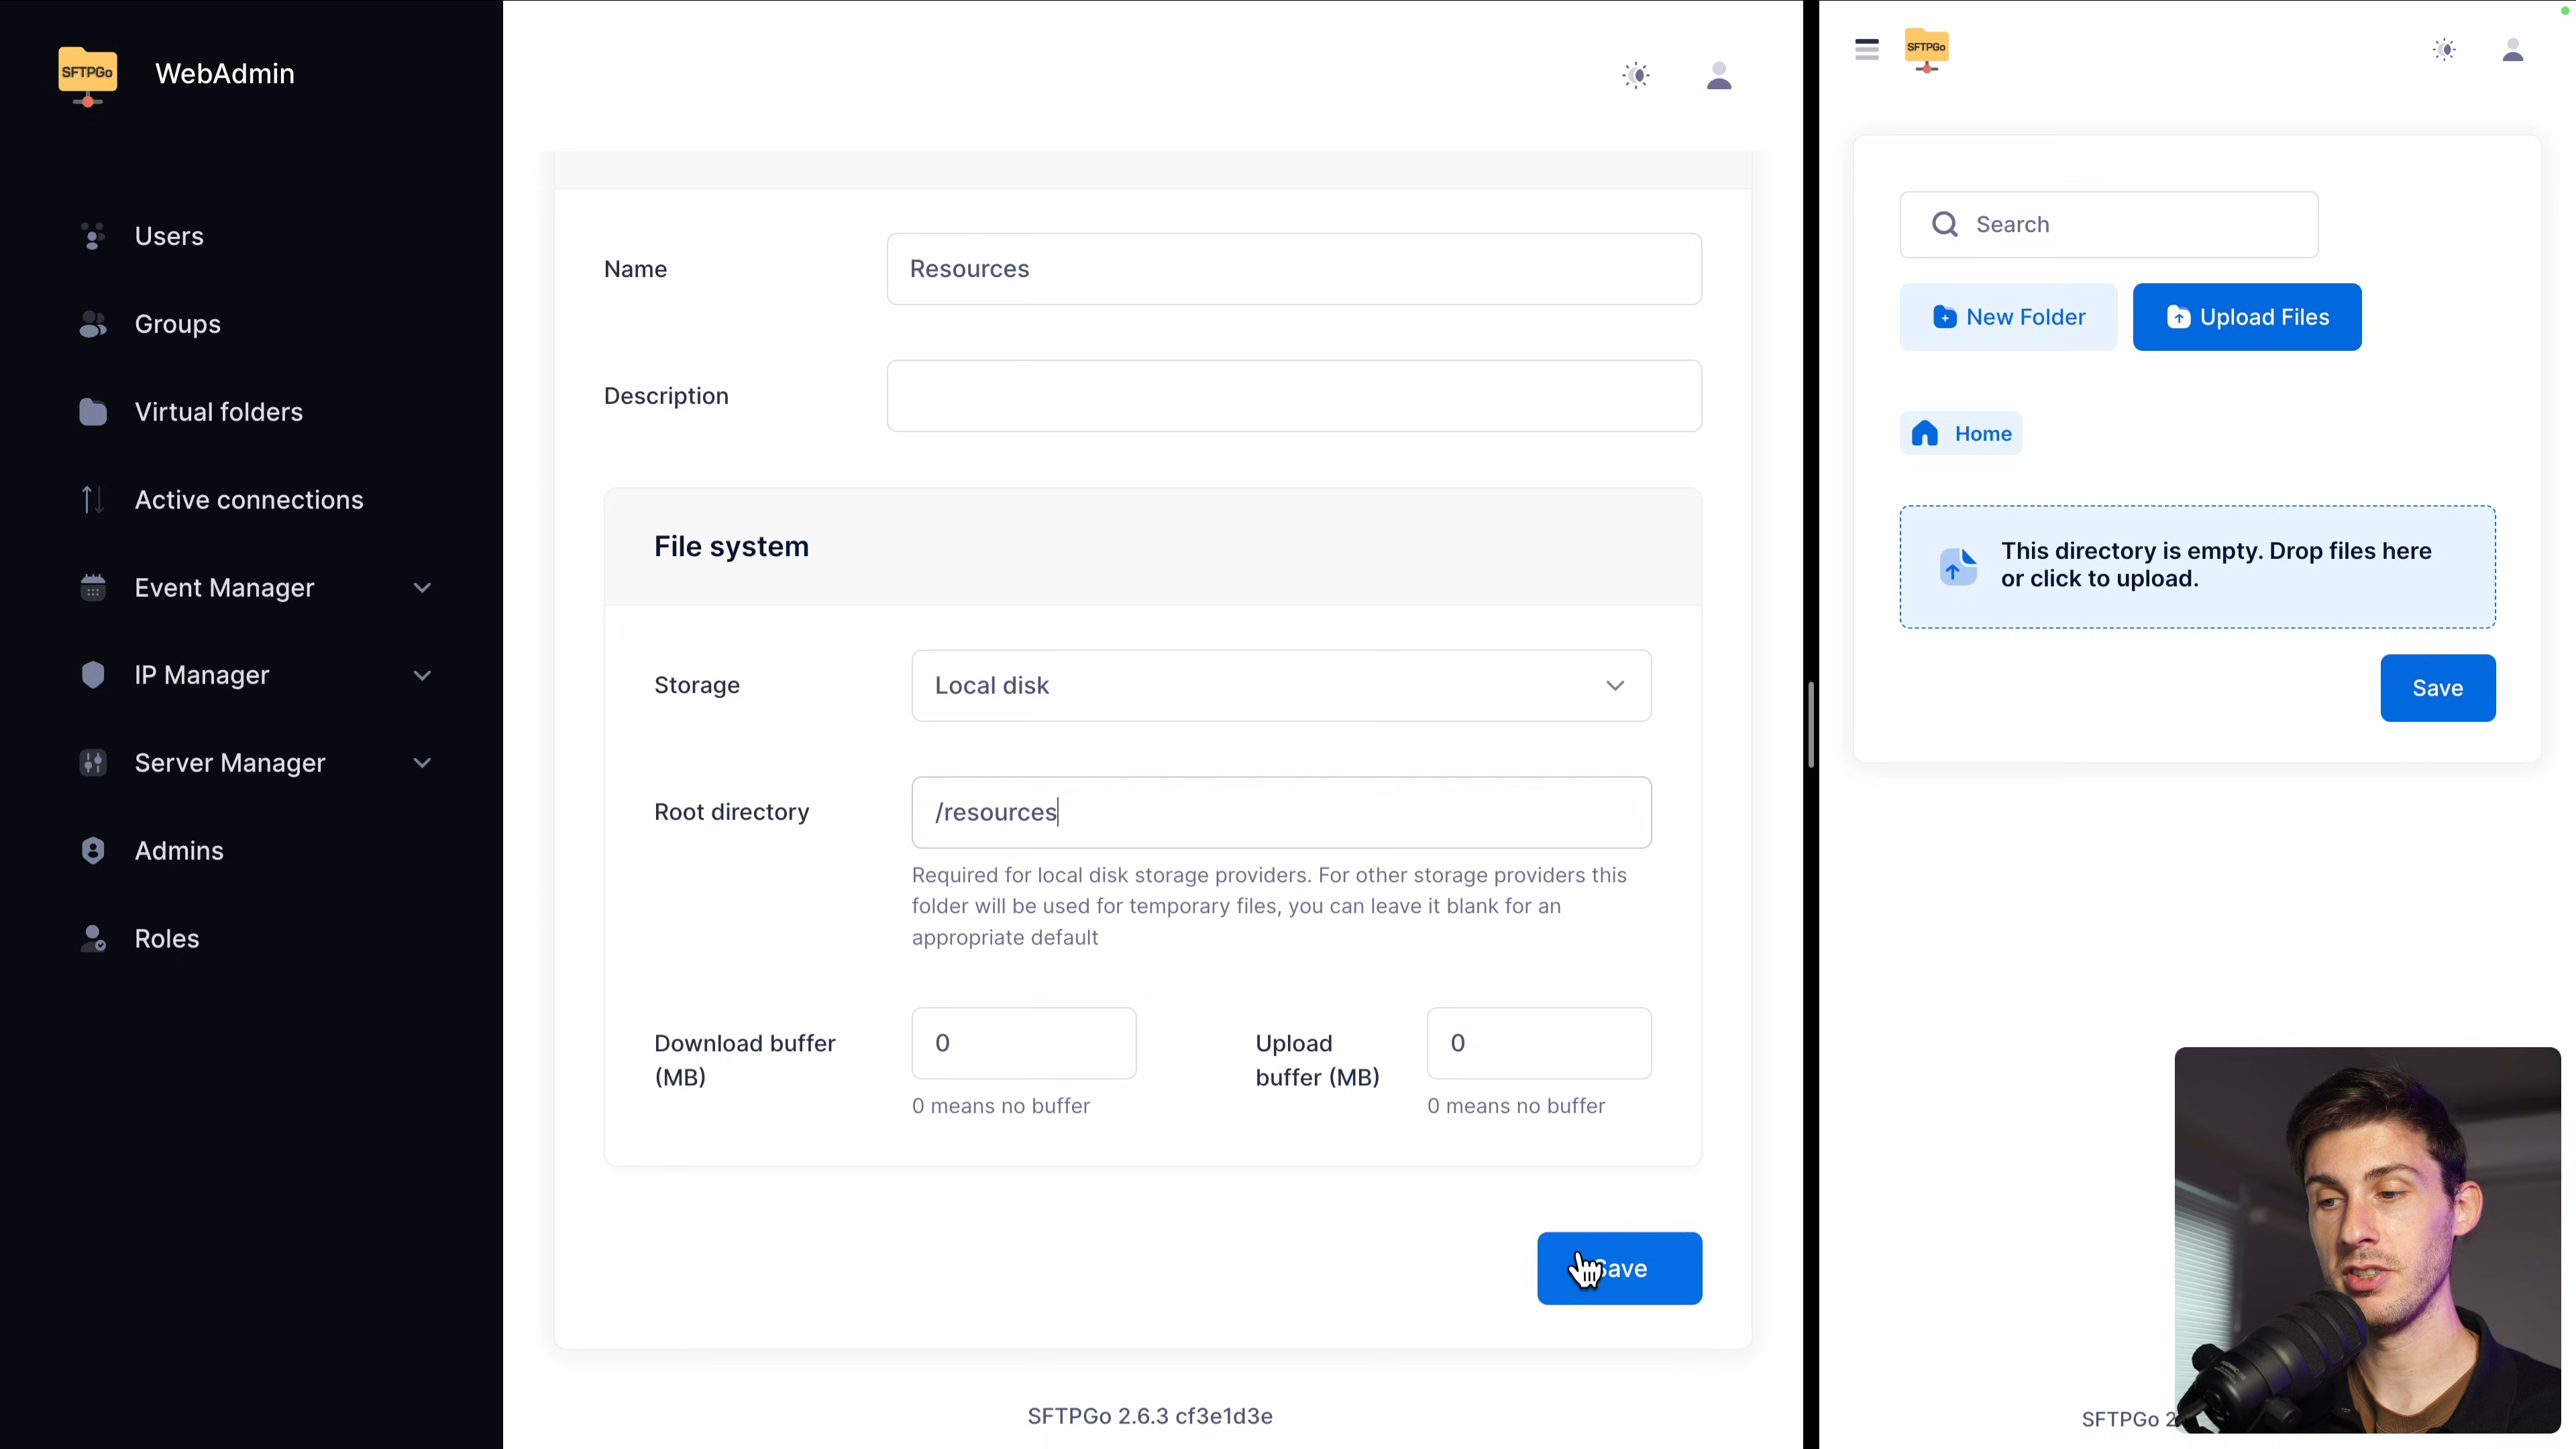 SFTPGo
WebAdmin
Users
Groups
Virtual folders
Active connections
Event Manager
IP Manager
Server Manager
Admins
Roles
Name
Resources
Description
File system
Storage
Local disk
Root directory
/resources
Required for local disk storage providers. For other storage providers this
folder will be used for temporary files, you can leave it blank for an
appropriate default
Download buffer
(MB)
0
0 means no buffer
Upload
buffer (MB)
0
0 means no buffer
Save
SFTPGo 2.6.3 cf3e1d3e
SFTPGo
Search
New Folder
Upload Files
Home
This directory is empty. Drop files here
or click to upload.
Save
SFTPGo 2